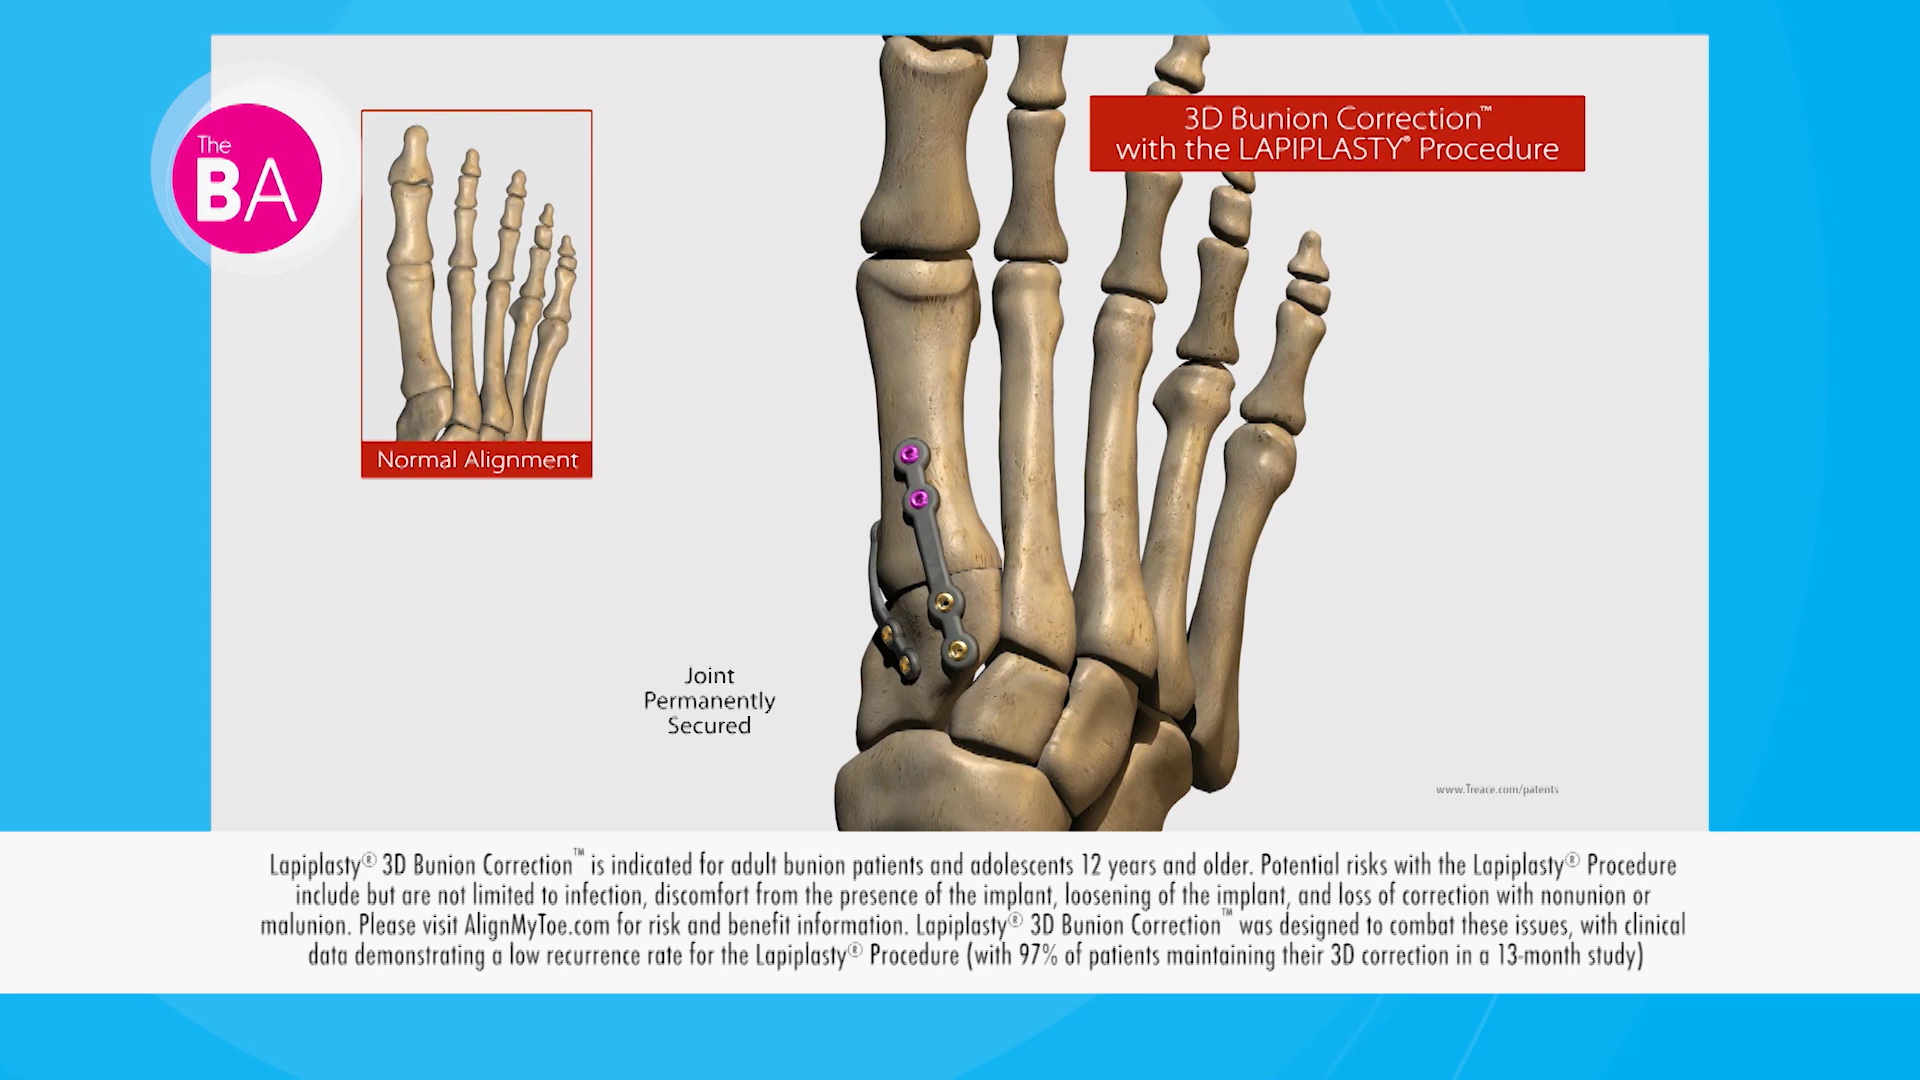 The
BA
3D Bunion Correction™
with the LAPIPLASTY® Procedure
Normal Alignment
Joint
Permanently
Secured
www.Treace.com/patents
Lapiplasty® 3D Bunion Correction™ is indicated for adult bunion patients and adolescents 12 years and older. Potential risks with the Lapiplasty® Procedure
include but are not limited to infection, discomfort from the presence of the implant, loosening of the implant, and loss of correction with nonunion or
malunion. Please visit AlignMyToe.com for risk and benefit information. Lapiplasty® 3D Bunion Correction™ was designed to combat these issues, with clinical
data demonstrating a low recurrence rate for the Lapiplasty® Procedure (with 97% of patients maintaining their 3D correction in a 13-month study)